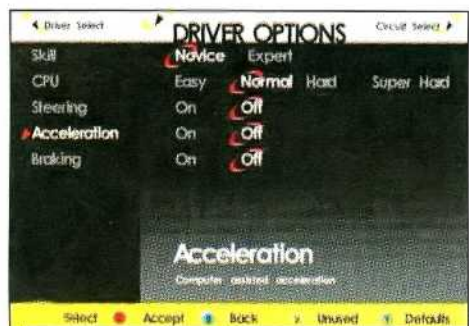 Driver Select
DRIVER OPTIONS
Circuit Select
Skill Novice Expert
CPU Easy Normal Hard Super Hard
Steering On Off
Acceleration On Off
Braking On Off
Acceleration
Computer assisted acceleration
Select Accept Back Y Unused Defaults